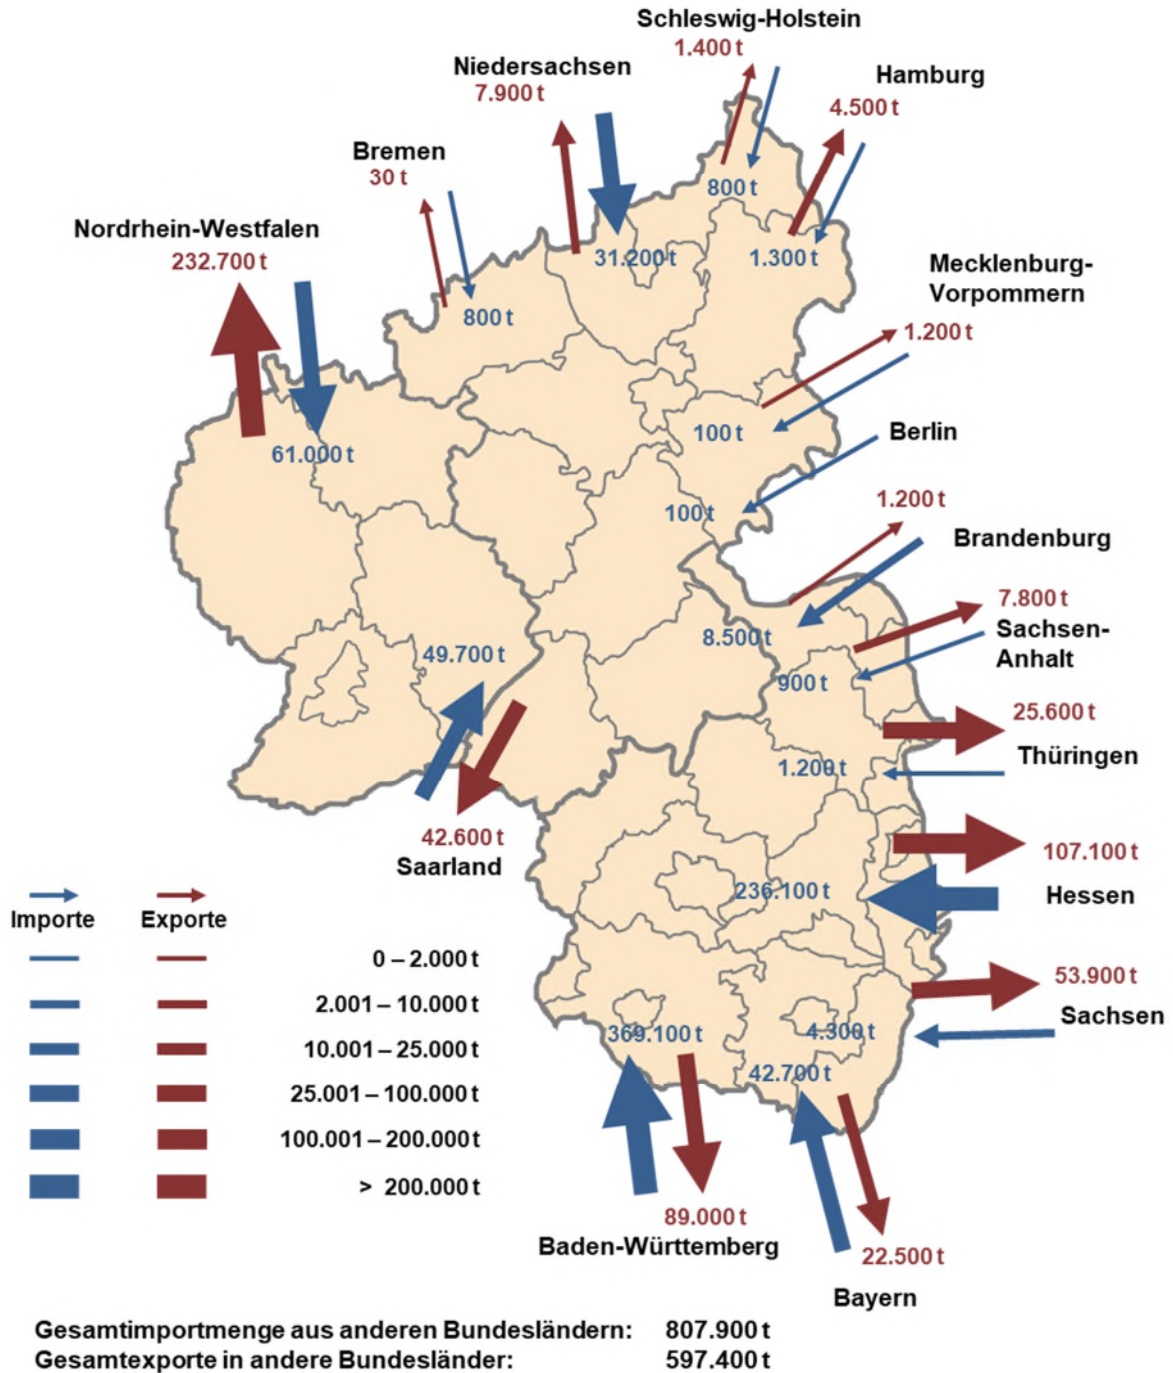 Schleswig-Holstein
1.400 t
Niedersachsen
7.900 t
Hamburg
4.500 t
Bremen
30 t
800 t
Nordrhein-Westfalen
232.700 t
31.200 t
1.300 t
Mecklenburg-
Vorpommern
1.200 t
800 t
61.000 t
100 t
Berlin
100 t
1.200 t
Brandenburg
8.500 t
7.800 t
Sachsen-
Anhalt
49.700 t
900 t
25.600 t
Thüringen
1.200 t
42.600 t
Saarland
107.100 t
Hessen
236.100 t
53.900 t
Sachsen
369.100 t
4.300 t
42.700 t
89.000 t
Baden-Württemberg
22.500 t
Bayern
Importe Exporte
0 – 2.000 t
2.001 – 10.000 t
10.001 – 25.000 t
25.001 – 100.000 t
100.001 – 200.000 t
> 200.000 t
Gesamtimportmenge aus anderen Bundesländern: 807.900 t
Gesamtexporte in andere Bundesländer: 597.400 t